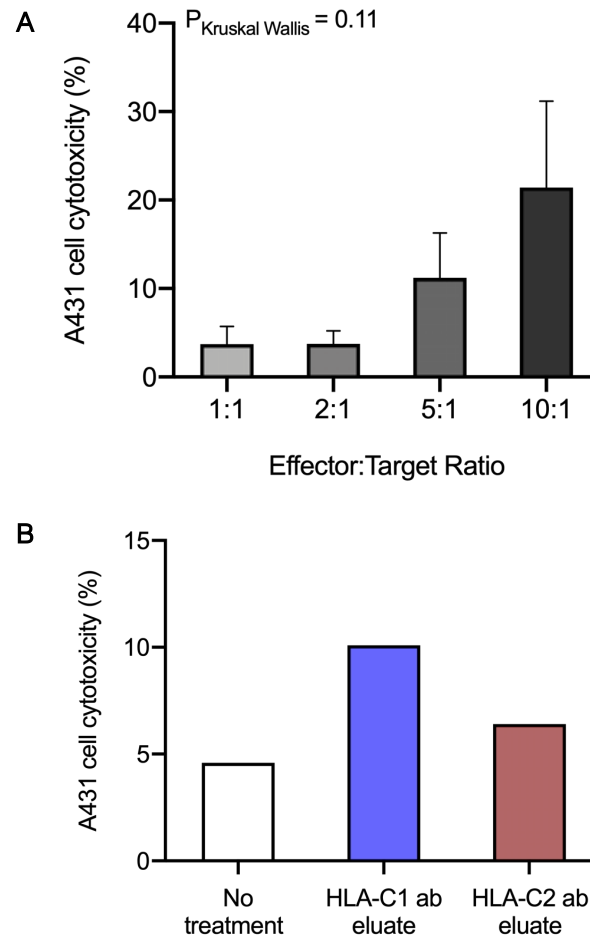 A
P Kruskal Wallis = 0.11
A431 cell cytotoxicity (%)
40
30
20
10
0
1:1 2:1 5:1 10:1
Effector:Target Ratio
B
A431 cell cytotoxicity (%)
15
10
5
0
No HLA-C1 ab HLA-C2 ab
treatment eluate eluate